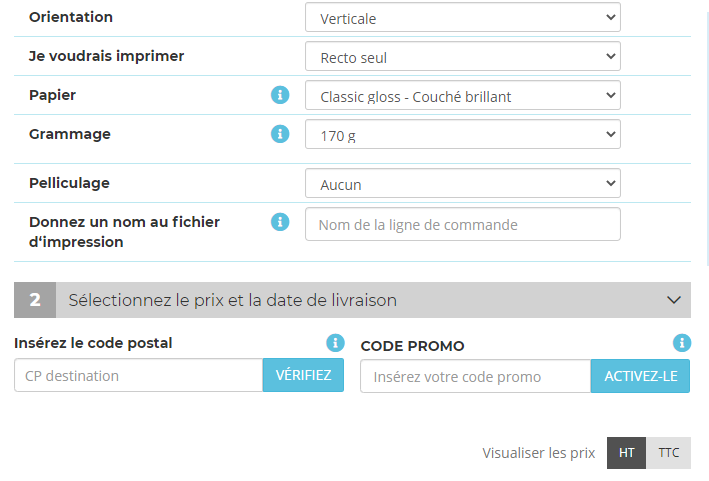 Orientation
Verticale
Je voudrais imprimer
Recto seul
Papier
Classic gloss - Couché brillant
Grammage
170 g
Pelliculage
Aucun
Donnez un nom au fichier
d‘impression
Nom de la ligne de commande
2 Sélectionnez le prix et la date de livraison
Insérez le code postal
CP destination
VÉRIFIEZ
CODE PROMO
Insérez votre code promo
ACTIVEZ-LE
Visualiser les prix
HT
TTC